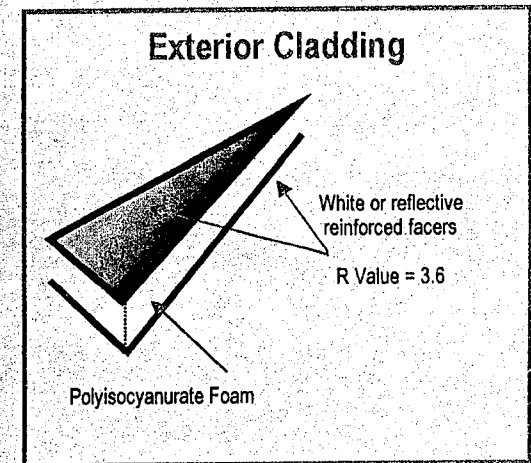 Exterior Cladding
White or reflective
reinforced facers
R Value = 3.6
Polyisocyanurate Foam